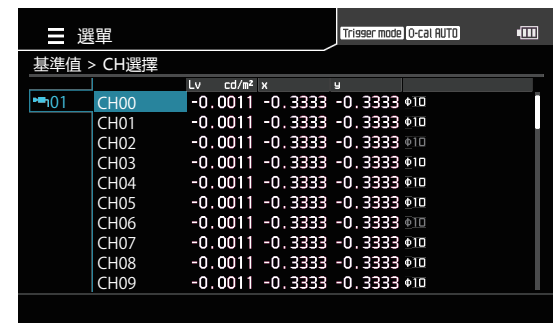 選單 Trigger mode O-cal AUTO
基準值 > CH選擇
Lv cd/m² x y
01 CH00 -0.0011 -0.3333 -0.3333 Φ10
CH01 -0.0011 -0.3333 -0.3333 Φ10
CH02 -0.0011 -0.3333 -0.3333 Φ10
CH03 -0.0011 -0.3333 -0.3333 Φ10
CH04 -0.0011 -0.3333 -0.3333 Φ10
CH05 -0.0011 -0.3333 -0.3333 Φ10
CH06 -0.0011 -0.3333 -0.3333 Φ10
CH07 -0.0011 -0.3333 -0.3333 Φ10
CH08 -0.0011 -0.3333 -0.3333 Φ10
CH09 -0.0011 -0.3333 -0.3333 Φ10